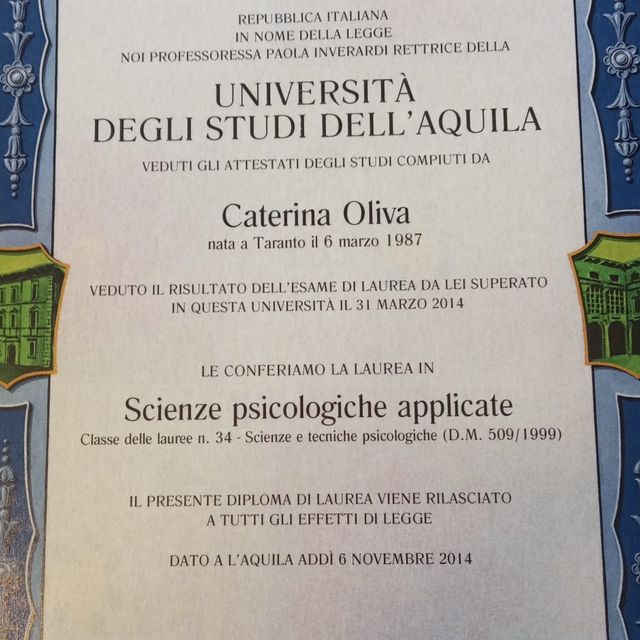 REPUBBLICA ITALIANA
IN NOME DELLA LEGGE
NOI PROFESSORESSA PAOLA INVERARDI RETTRICE DELLA
UNIVERSITÀ
DEGLI STUDI DELL'AQUILA
VEDUTI GLI ATTESTATI DEGLI STUDI COMPIUTI DA
Caterina Oliva
nata a Taranto il 6 marzo 1987
VEDUTO IL RISULTATO DELL'ESAME DI LAUREA DA LEI SUPERATO
IN QUESTA UNIVERSITÀ IL 31 MARZO 2014
LE CONFERIAMO LA LAUREA IN
Scienze psicologiche applicate
Classe delle lauree n. 34 - Scienze e tecniche psicologiche (D.M. 509/1999)
IL PRESENTE DIPLOMA DI LAUREA VIENE RILASCIATO
A TUTTI GLI EFFETTI DI LEGGE
DATO A L'AQUILA ADDÌ 6 NOVEMBRE 2014